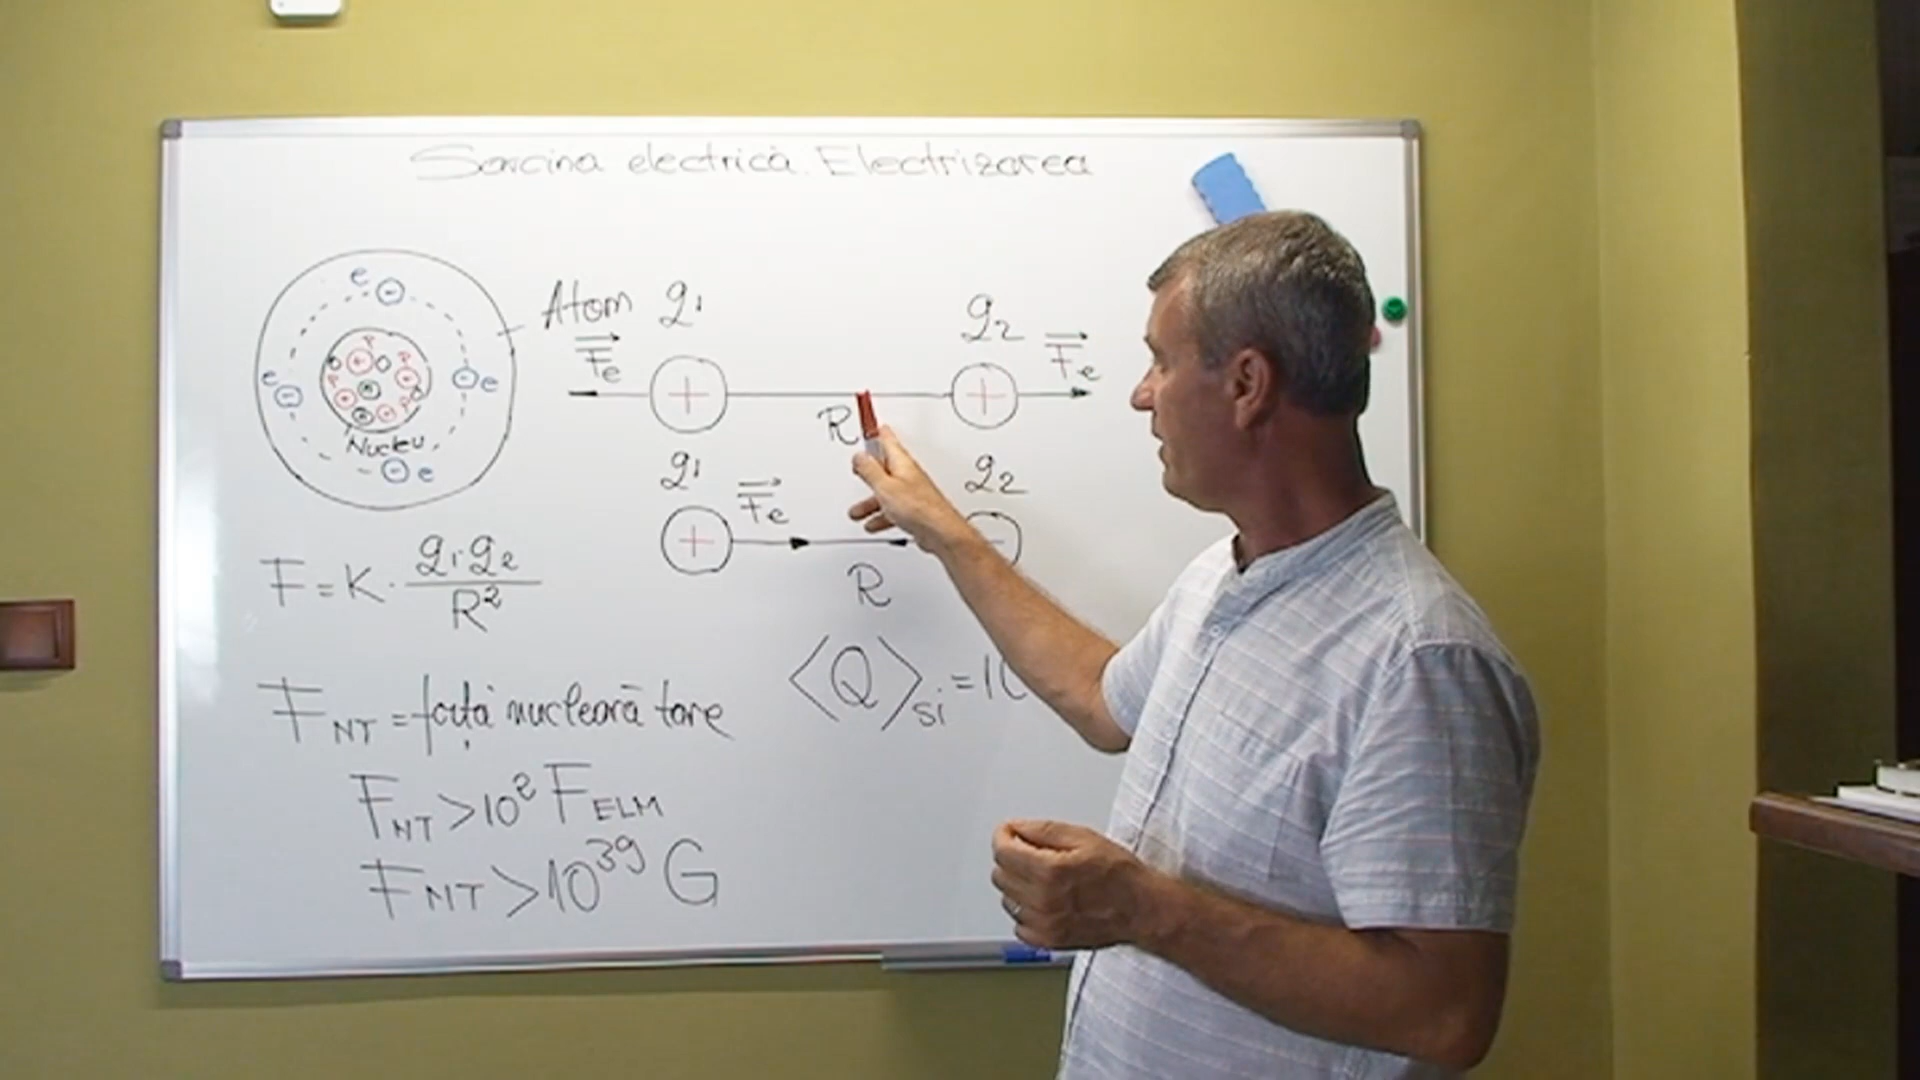 Sarcina electrică. Electrizarea
e
Atom
q1
q2
Fe
Fe
e
e
P
P
P
P
+
+
R
Nucleu
e
q1
q2
Fe
+
R
F = K · q1·q2 / R²
<Q>SI = 1C
FNT = forța nucleară tare
FNT > 10² FELM
FNT > 10³⁹ G